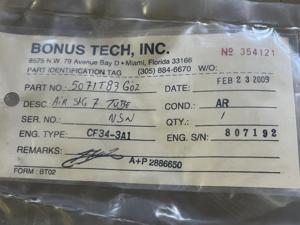 BONUS TECH, INC. № 354121
8575 N.W. 79 Avenue Bay D • Miami, Florida 33166
PART IDENTIFICATION TAG (305) 884-6670 W/O:
PART NO. 5071T83G02 DATE: FEB 23 2009
DESC. AIR STG 7 TUBE COND: AR
SER. NO. NSN QTY.: 1
ENG. TYPE: CF34-3A1 ENG. S/N: 807192
REMARKS:
A+P 2886650
FORM : BT02